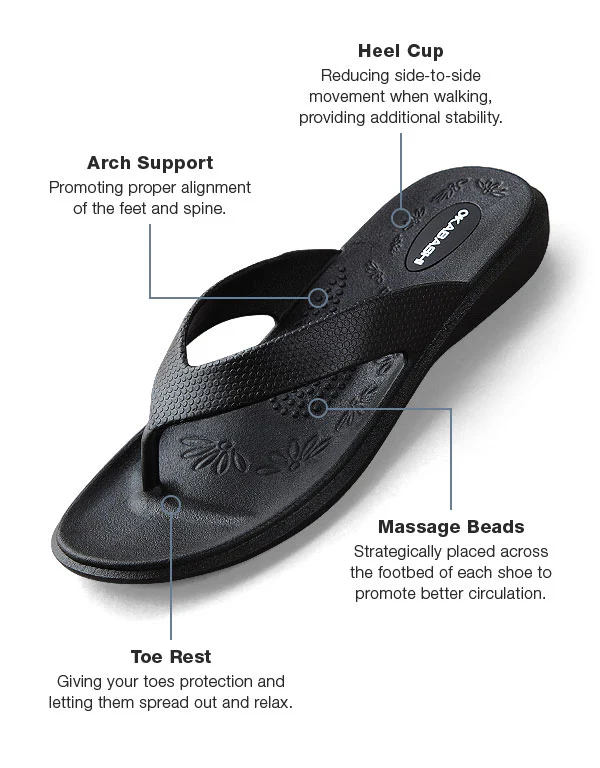 Heel Cup
Reducing side-to-side
movement when walking,
providing additional stability.
Arch Support
Promoting proper alignment
of the feet and spine.
OKABASHI
Massage Beads
Strategically placed across
the footbed of each shoe to
promote better circulation.
Toe Rest
Giving your toes protection and
letting them spread out and relax.